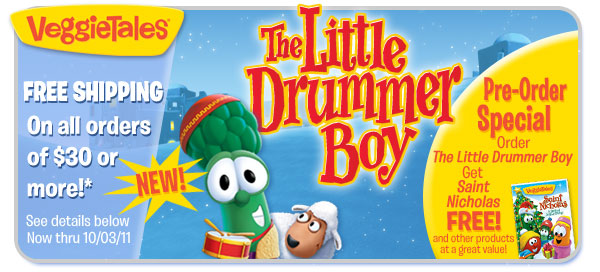 VeggieTales®
FREE SHIPPING
On all orders
of $30 or
more!*
NEW!
See details below
Now thru 10/03/11
The Little
Drummer
Boy
Pre-Order
Special
Order
The Little Drummer Boy
Get
Saint
Nicholas
FREE!
and other products
at a great value!
VeggieTales
Saint
Nicholas